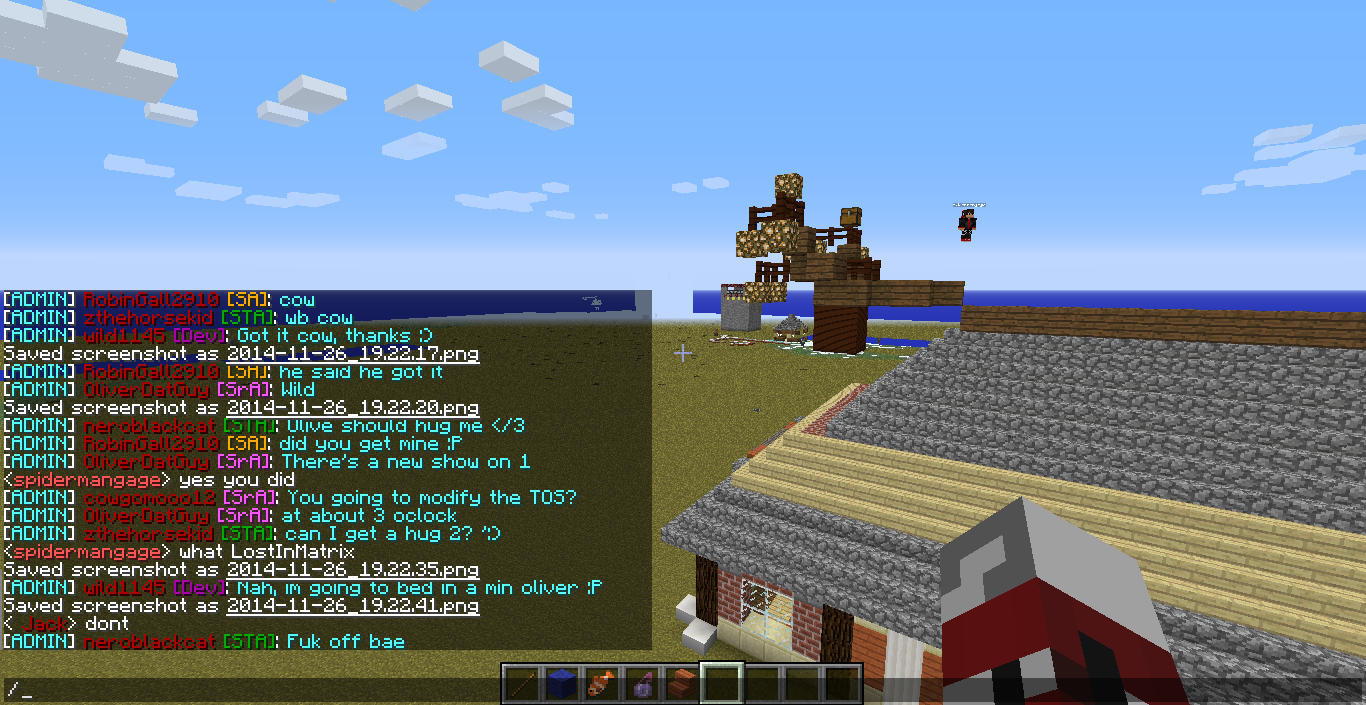 [ADMIN] RobinGall2910 [SA]: cow
[ADMIN] zthehorsekid [STA]: wb cow
[ADMIN] wild1145 [Dev]: Got it cow, thanks :)
Saved screenshot as 2014-11-26_19.22.17.png
[ADMIN] RobinGall2910 [SA]: he said he got it
[ADMIN] OliverDatGuy [SrA]: Wild
Saved screenshot as 2014-11-26_19.22.20.png
[ADMIN] neroblackcat [STA]: Olive should hug me </3
[ADMIN] RobinGall2910 [SA]: did you get mine :P
[ADMIN] OliverDatGuy [SrA]: There's a new show on 1
<spidermangage> yes you did
[ADMIN] cowgomooo12 [SrA]: You going to modify the TOS?
[ADMIN] OliverDatGuy [SrA]: at about 3 oclock
[ADMIN] zthehorsekid [STA]: can I get a hug 2? ":)
<spidermangage> what LostInMatrix
Saved screenshot as 2014-11-26_19.22.35.png
[ADMIN] wild1145 [Dev]: Nah, im going to bed in a min oliver :P
Saved screenshot as 2014-11-26_19.22.41.png
< Jack> dont
[ADMIN] neroblackcat [STA]: Fuk off bae
/_